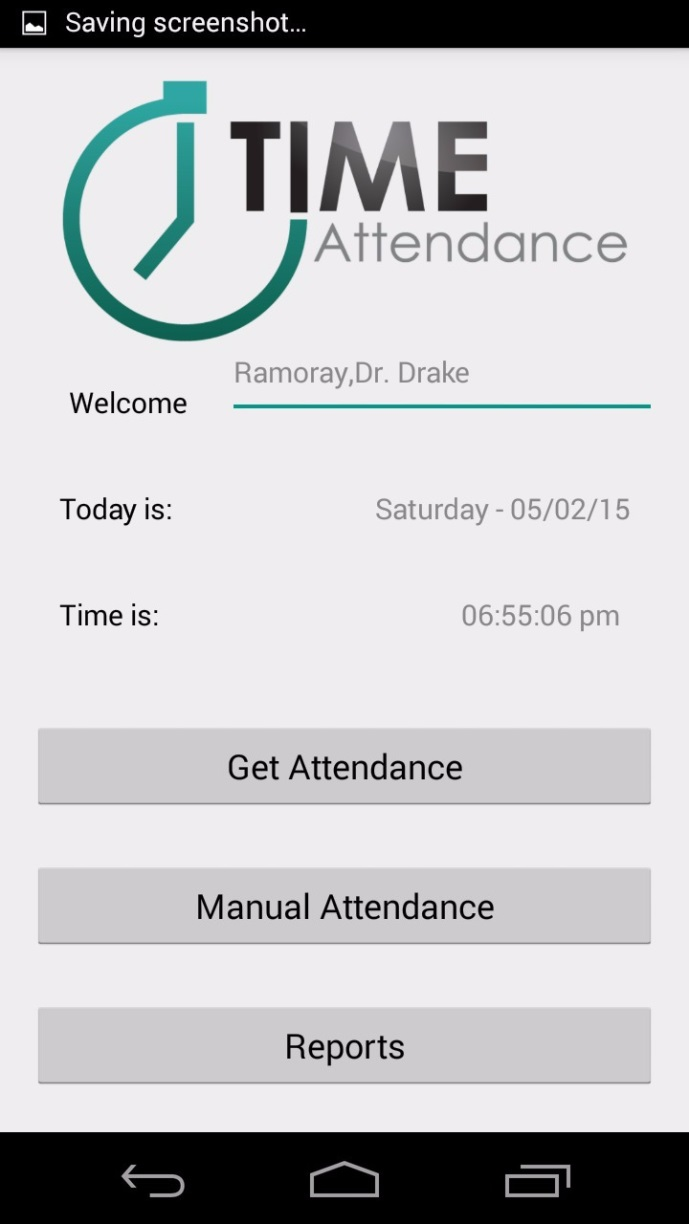 Saving screenshot...
TIME
Attendance
Ramoray,Dr. Drake
Welcome
Today is: Saturday - 05/02/15
Time is: 06:55:06 pm
Get Attendance
Manual Attendance
Reports